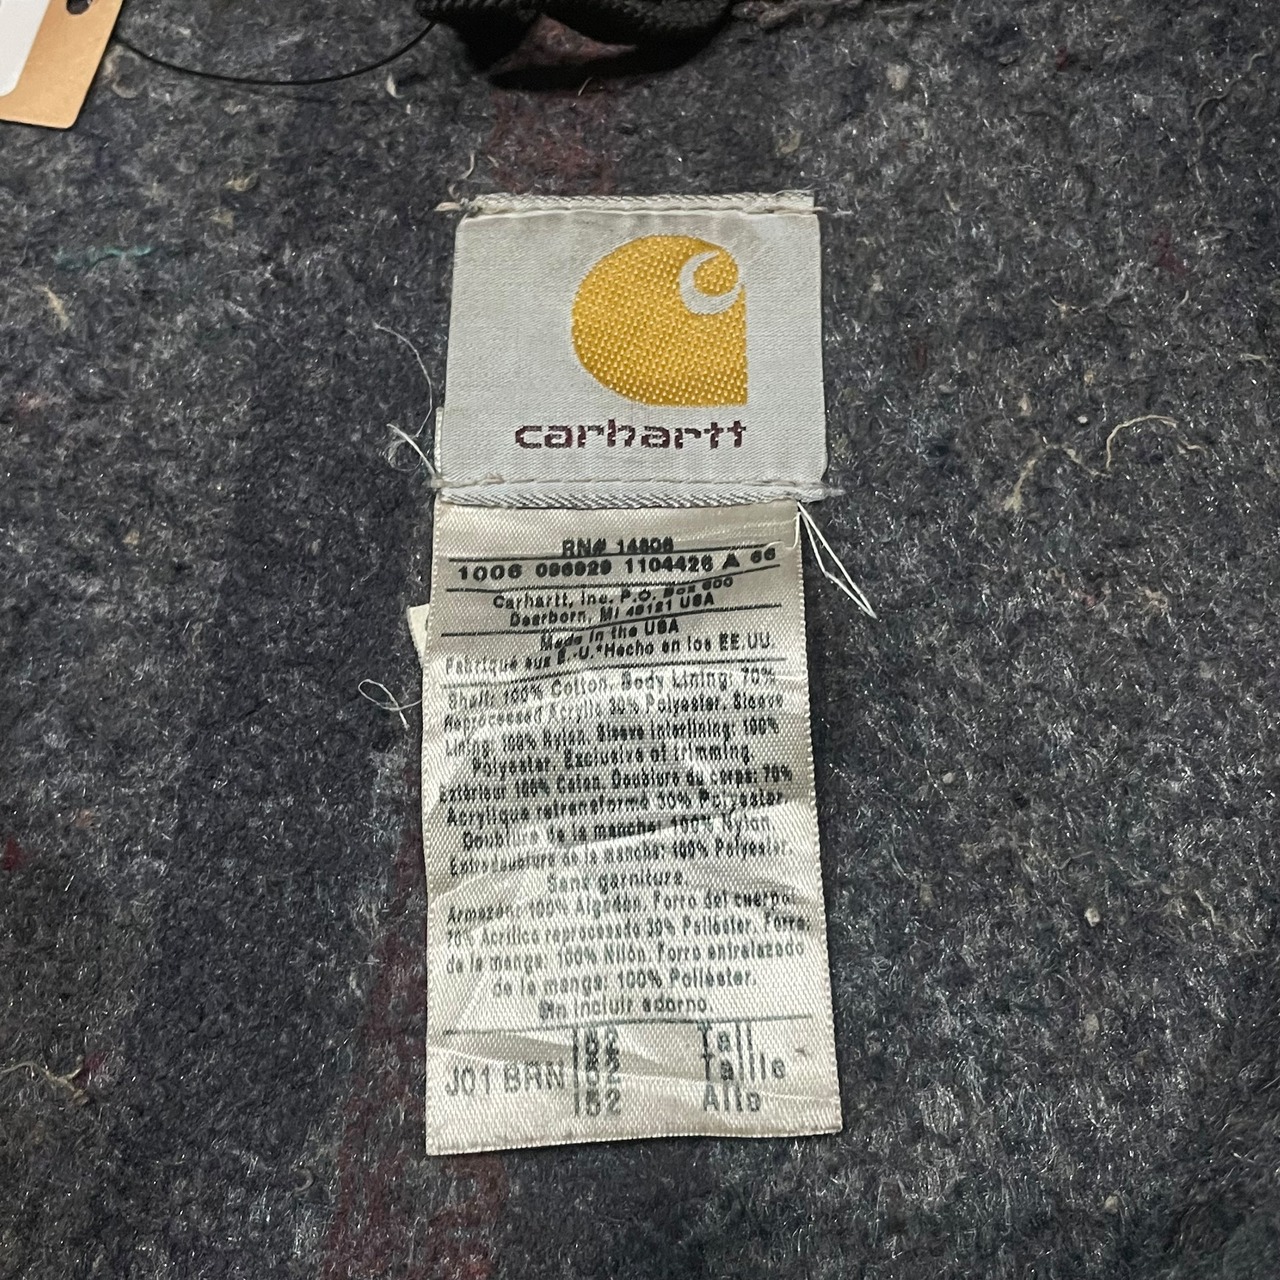 carhartt
RN# 14806
1006 096929 1104426 A 66
Carhartt, Inc. P.O. Box 600
Dearborn, MI 48121 USA
Made in the USA
Fabriqué aux E.-U.*Hecho en los EE.UU.
Shell: 100% Cotton. Body Lining: 70%
Reprocessed Acrylic 30% Polyester. Sleeve
Lining: 100% Nylon. Sleeve Interlining: 100%
Polyester. Exclusive of trimming.
Extérieur 100% Coton. Doublure du corps: 70%
Acrylique retransformé 30% Polyester.
Doublure de la manche: 100% Nylon.
Entredoublure de la manche: 100% Polyester.
Sans garniture.
Armazón: 100% Algodón. Forro del cuerpo:
70% Acrílico reprocesado 30% Poliéster. Forro
de la manga: 100% Nilón. Forro entrelazado
de la manga: 100% Poliéster.
Sin incluir adorno.
52 Tall
J01 BRN 52 Taille
52 Alto